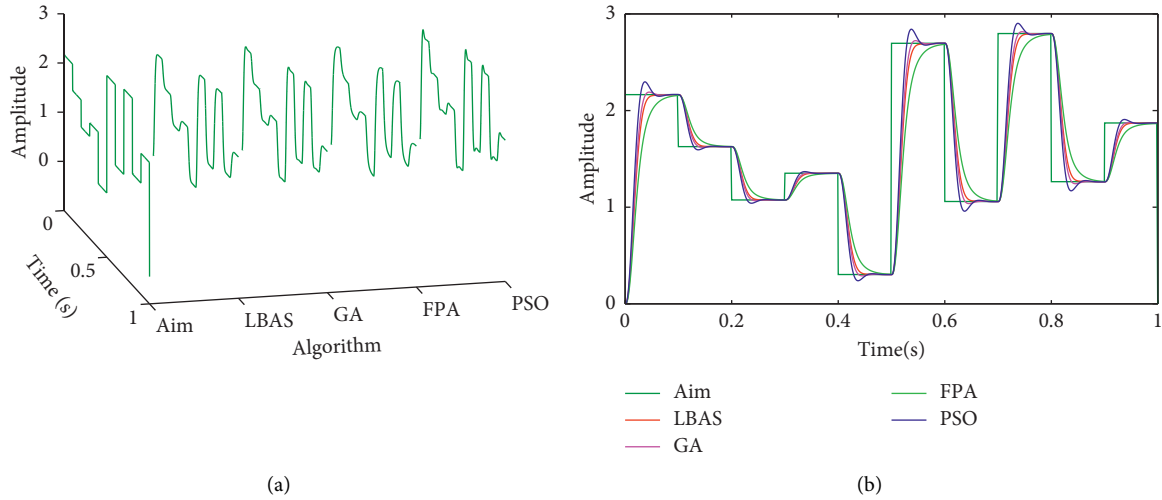 3
2
1
0
Amplitude
0
0.5
1
Time (s)
Aim
LBAS
GA
FPA
PSO
Algorithm
(a)
3
2
1
0
Amplitude
0
0.2
0.4
0.6
0.8
1
Time(s)
Aim
LBAS
GA
FPA
PSO
(b)